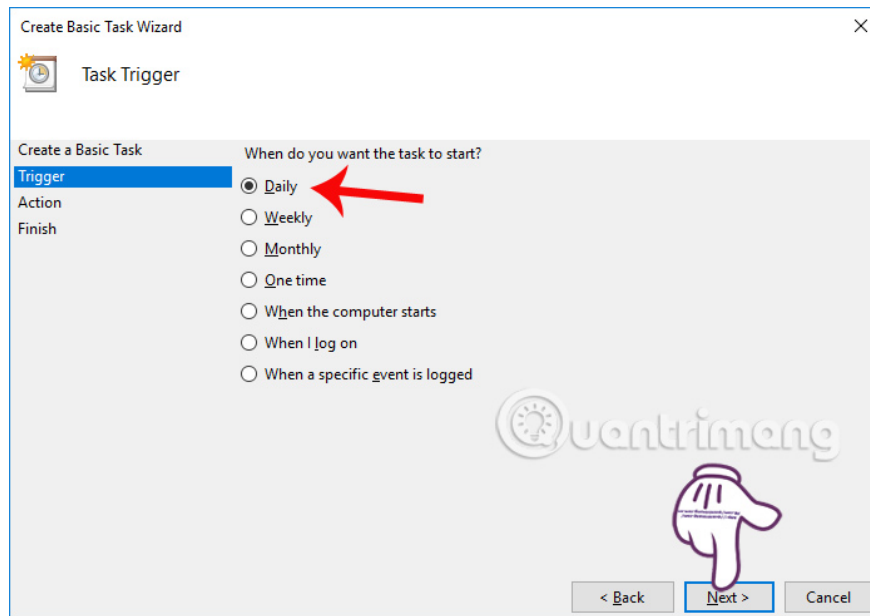 Create Basic Task Wizard
Task Trigger
Create a Basic Task
Trigger
Action
Finish
When do you want the task to start?
Daily
Weekly
Monthly
One time
When the computer starts
When I log on
When a specific event is logged
Quantrimang
< Back
Next >
Cancel